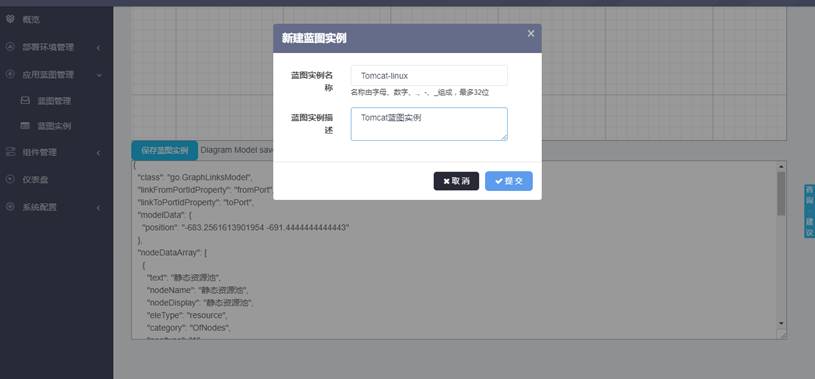 概览
部署环境管理
应用蓝图管理
蓝图管理
蓝图实例
组件管理
仪表盘
系统配置
新建蓝图实例
×
蓝图实例名称
Tomcat-linux
名称由字母、数字、.、-、_组成，最多32位
蓝图实例描述
Tomcat蓝图实例
取消
提交
保存蓝图实例
Diagram Model sav
{
"class": "go.GraphLinksModel",
"linkFromPortIdProperty": "fromPort",
"linkToPortIdProperty": "toPort",
"modelData": {
"position": "-683.2561613901954 -691.4444444444443"
},
"nodeDataArray": [
{
"text": "静态资源池",
"nodeName": "静态资源池",
"nodeDisplay": "静态资源池",
"eleType": "resource",
"category": "OfNodes",
咨询
建议